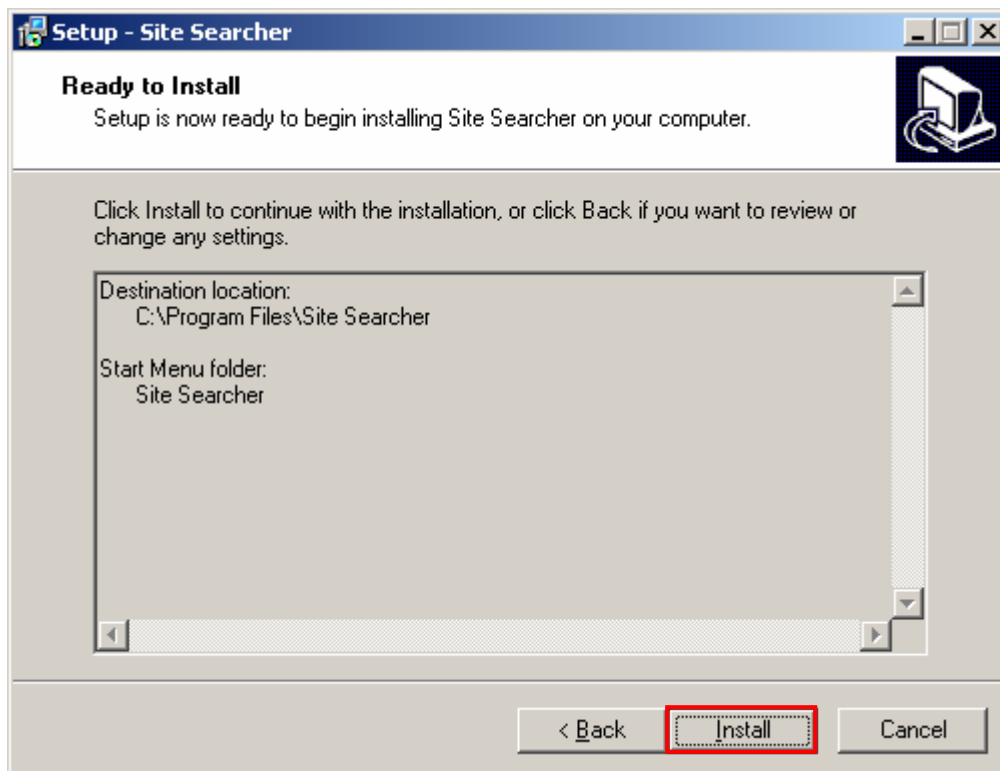 Setup - Site Searcher
Ready to Install
Setup is now ready to begin installing Site Searcher on your computer.
Click Install to continue with the installation, or click Back if you want to review or
change any settings.
Destination location:
C:\Program Files\Site Searcher
Start Menu folder:
Site Searcher
< Back
Install
Cancel